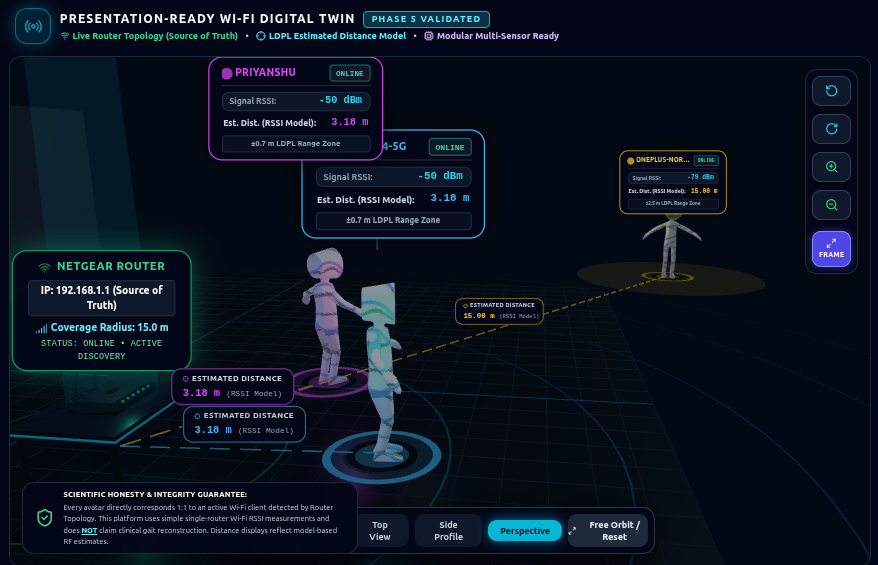 PRESENTATION-READY WI-FI DIGITAL TWIN
PHASE 5 VALIDATED
Live Router Topology (Source of Truth) • LDPL Estimated Distance Model • Modular Multi-Sensor Ready
PRIYANSHU
ONLINE
Signal RSSI: -50 dBm
Est. Dist. (RSSI Model): 3.18 m
±0.7 m LDPL Range Zone
4-5G
ONLINE
Signal RSSI: -50 dBm
Est. Dist. (RSSI Model): 3.18 m
±0.7 m LDPL Range Zone
ONEPLUS-NOR...
ONLINE
Signal RSSI: -79 dBm
Est. Dist. (RSSI Model): 15.00 m
±2.5 m LDPL Range Zone
FRAME
NETGEAR ROUTER
IP: 192.168.1.1 (Source of
Truth)
Coverage Radius: 15.0 m
STATUS: ONLINE • ACTIVE
DISCOVERY
ESTIMATED DISTANCE
15.00 m (RSSI Model)
ESTIMATED DISTANCE
3.18 m (RSSI Model)
ESTIMATED DISTANCE
3.18 m (RSSI Model)
SCIENTIFIC HONESTY & INTEGRITY GUARANTEE:
Every avatar directly corresponds 1:1 to an active Wi-Fi client detected by Router
Topology. This platform uses simple single-router Wi-Fi RSSI measurements and
does NOT claim clinical gait reconstruction. Distance displays reflect model-based
RF estimates.
Top
View
Side
Profile
Perspective
Free Orbit /
Reset